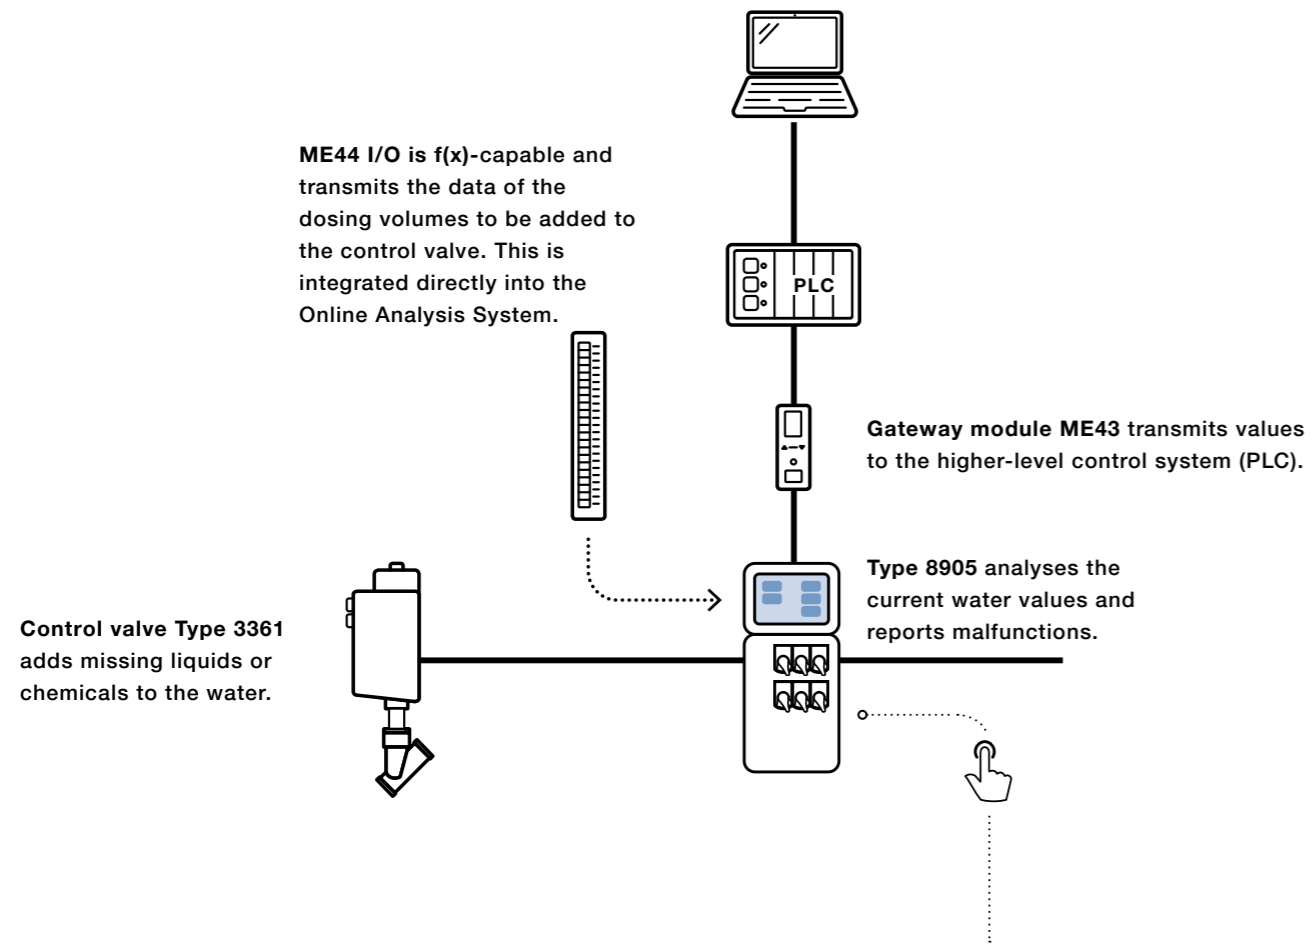 ME44 I/O is f(x)-capable and
transmits the data of the
dosing volumes to be added to
the control valve. This is
integrated directly into the
Online Analysis System.
PLC
Gateway module ME43 transmits values
to the higher-level control system (PLC).
Type 8905 analyses the
current water values and
reports malfunctions.
Control valve Type 3361
adds missing liquids or
chemicals to the water.